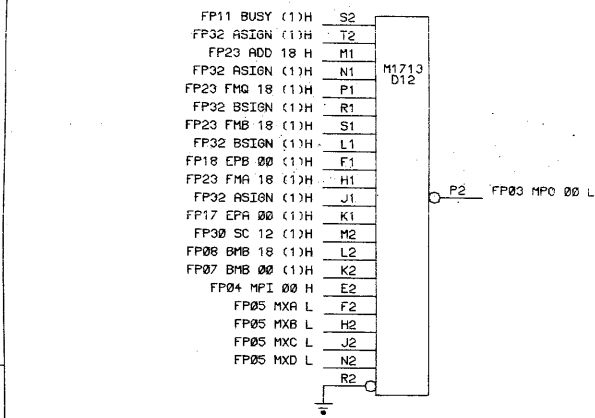 FP11 BUSY (1)H S2
FP32 ASIGN (1)H T2
FP23 ADD 18 H M1
FP32 ASIGN (1)H N1
FP23 FMQ 18 (1)H P1
FP32 BSIGN (1)H R1
FP23 FMB 18 (1)H S1
FP32 BSIGN (1)H L1
FP18 EPB 00 (1)H F1
FP23 FMA 18 (1)H H1
FP32 ASIGN (1)H J1
FP17 EPA 00 (1)H K1
FP30 SC 12 (1)H M2
FP08 BMB 18 (1)H L2
FP07 BMB 00 (1)H K2
FP04 MPI 00 H E2
FP05 MXA L F2
FP05 MXB L H2
FP05 MXC L J2
FP05 MXD L N2
R2
M1713
D12
P2 FP03 MPO 00 L